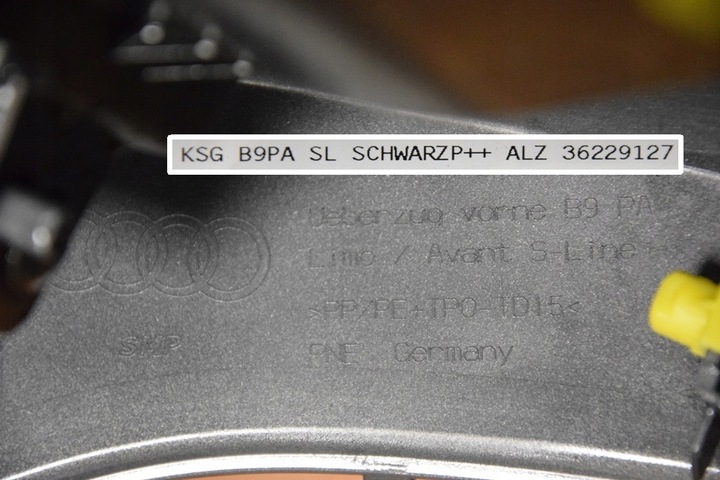 KSG B9PA SL SCHWARZP++ ALZ 36229127
Ueberzug vorne B9 PA
Limo / Avant S-Line
>PP/PE+TPO-TD15<
SMP
PNE Germany